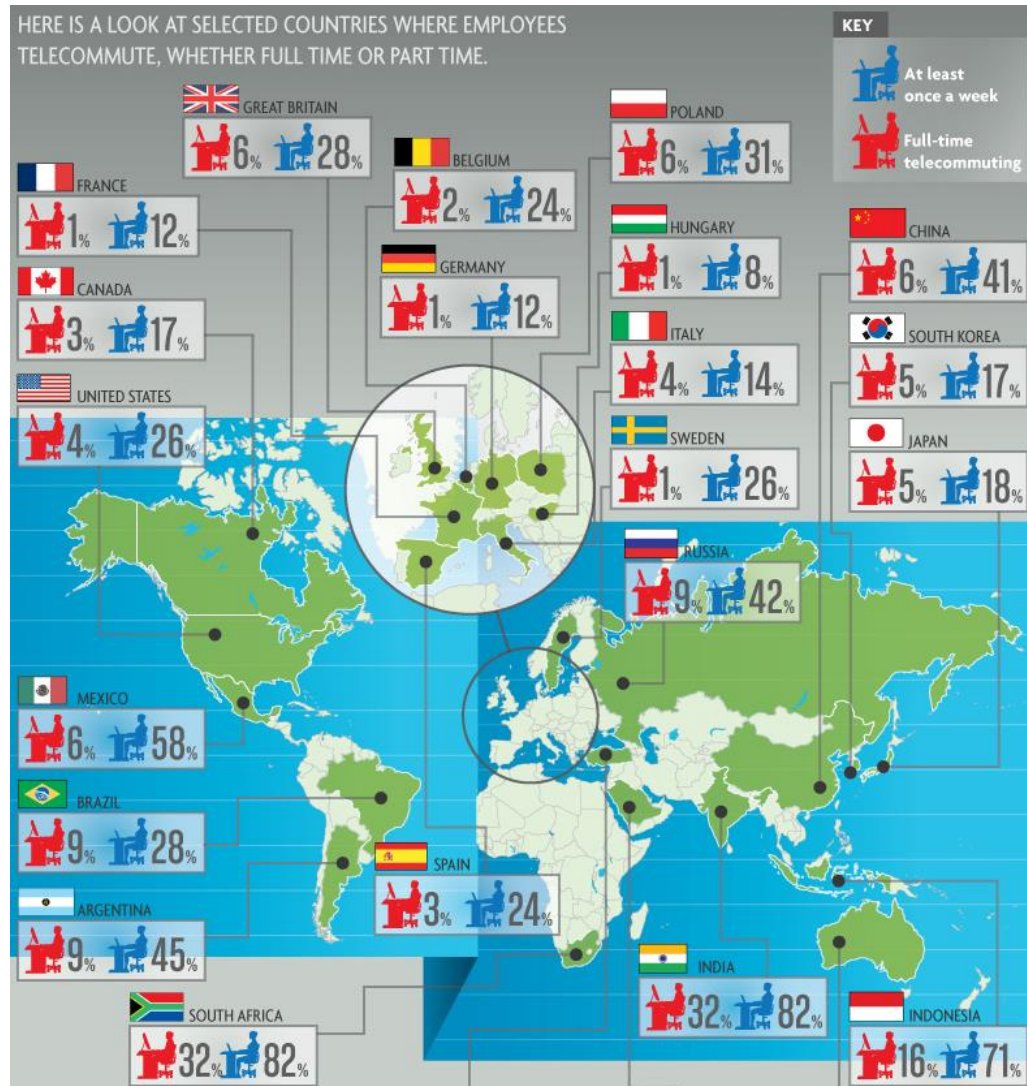 HERE IS A LOOK AT SELECTED COUNTRIES WHERE EMPLOYEES
TELECOMMUTE, WHETHER FULL TIME OR PART TIME.
KEY
At least
once a week
Full-time
telecommuting
GREAT BRITAIN
6% 28%
BELGIUM
2% 24%
POLAND
6% 31%
FRANCE
1% 12%
GERMANY
1% 12%
HUNGARY
1% 8%
CHINA
6% 41%
CANADA
3% 17%
ITALY
4% 14%
SOUTH KOREA
5% 17%
UNITED STATES
4% 26%
SWEDEN
1% 26%
JAPAN
5% 18%
RUSSIA
9% 42%
MEXICO
6% 58%
BRAZIL
9% 28%
SPAIN
3% 24%
ARGENTINA
9% 45%
INDIA
32% 82%
SOUTH AFRICA
32% 82%
INDONESIA
16% 71%